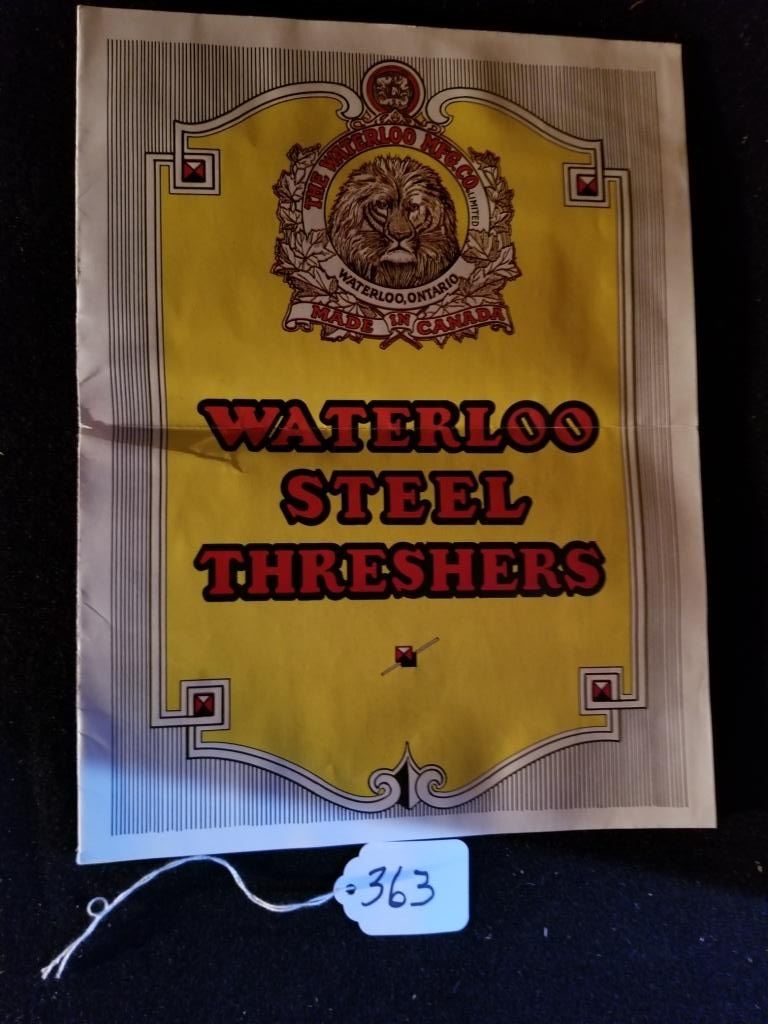 THE WATERLOO MFG. CO. LIMITED
WATERLOO, ONTARIO
MADE IN CANADA
WATERLOO
STEEL
THRESHERS
363